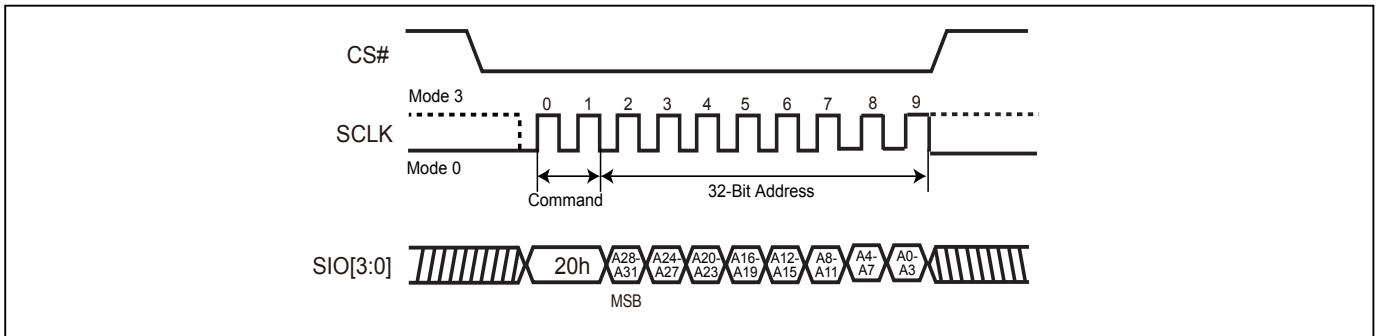 CS#
Mode 3
0 1 2 3 4 5 6 7 8 9
SCLK
Mode 0
Command
32-Bit Address
SIO[3:0]
20h
A28-
A31
A24-
A27
A20-
A23
A16-
A19
A12-
A15
A8-
A11
A4-
A7
A0-
A3
MSB